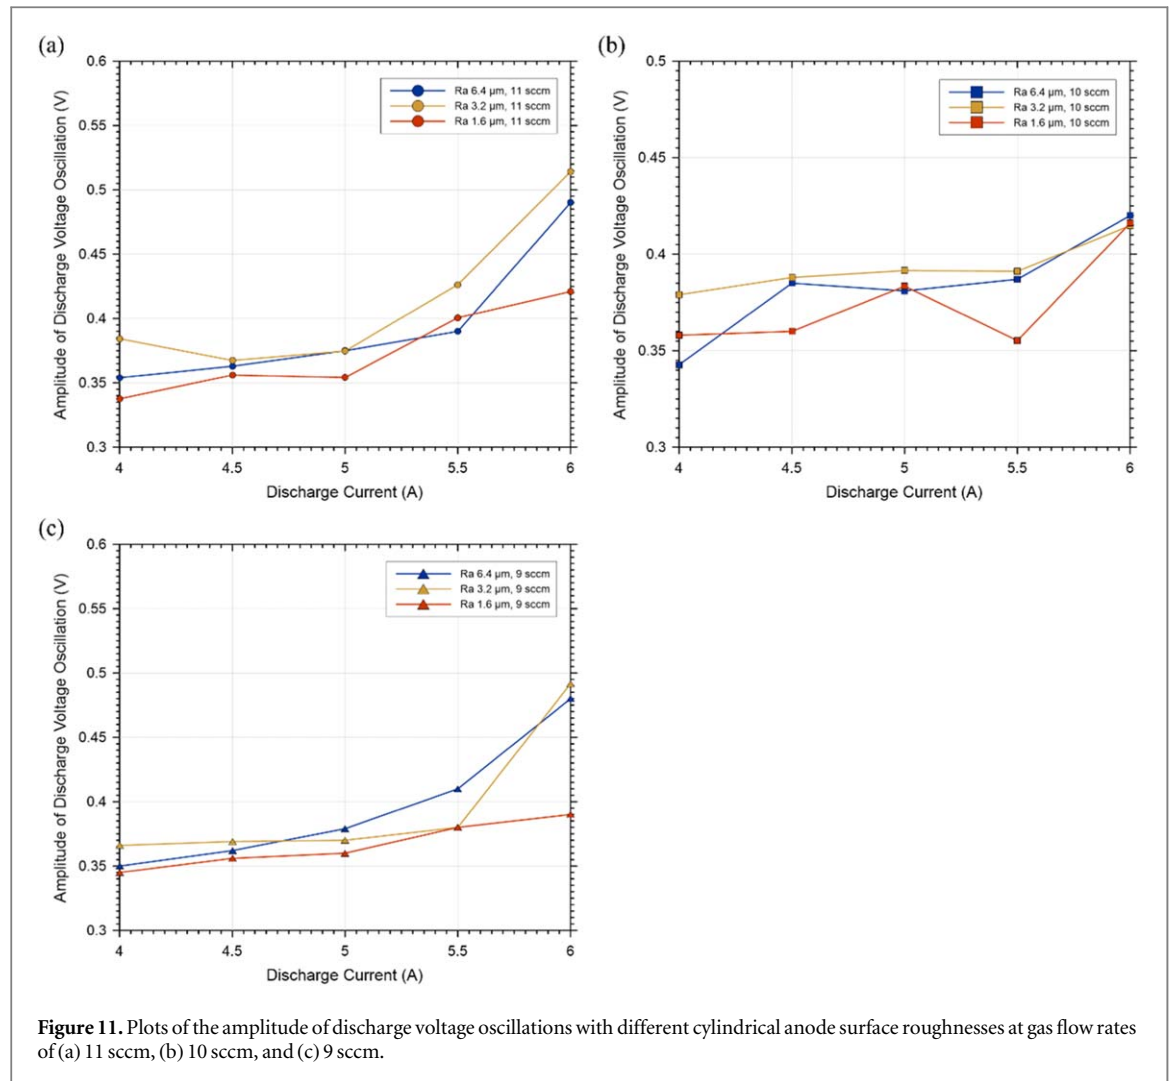 (a)
0.6
0.55
0.5
0.45
0.4
0.35
0.3
Amplitude of Discharge Voltage Oscillation (V)
Ra 6.4 µm, 11 sccm
Ra 3.2 µm, 11 sccm
Ra 1.6 µm, 11 sccm
4 4.5 5 5.5 6
Discharge Current (A)
(b)
0.5
0.45
0.4
0.35
0.3
Amplitude of Discharge Voltage Oscillation (V)
Ra 6.4 µm, 10 sccm
Ra 3.2 µm, 10 sccm
Ra 1.6 µm, 10 sccm
4 4.5 5 5.5 6
Discharge Current (A)
(c)
0.6
0.55
0.5
0.45
0.4
0.35
0.3
Amplitude of Discharge Voltage Oscillation (V)
Ra 6.4 µm, 9 sccm
Ra 3.2 µm, 9 sccm
Ra 1.6 µm, 9 sccm
4 4.5 5 5.5 6
Discharge Current (A)
Figure 11. Plots of the amplitude of discharge voltage oscillations with different cylindrical anode surface roughnesses at gas flow rates
of (a) 11 sccm, (b) 10 sccm, and (c) 9 sccm.